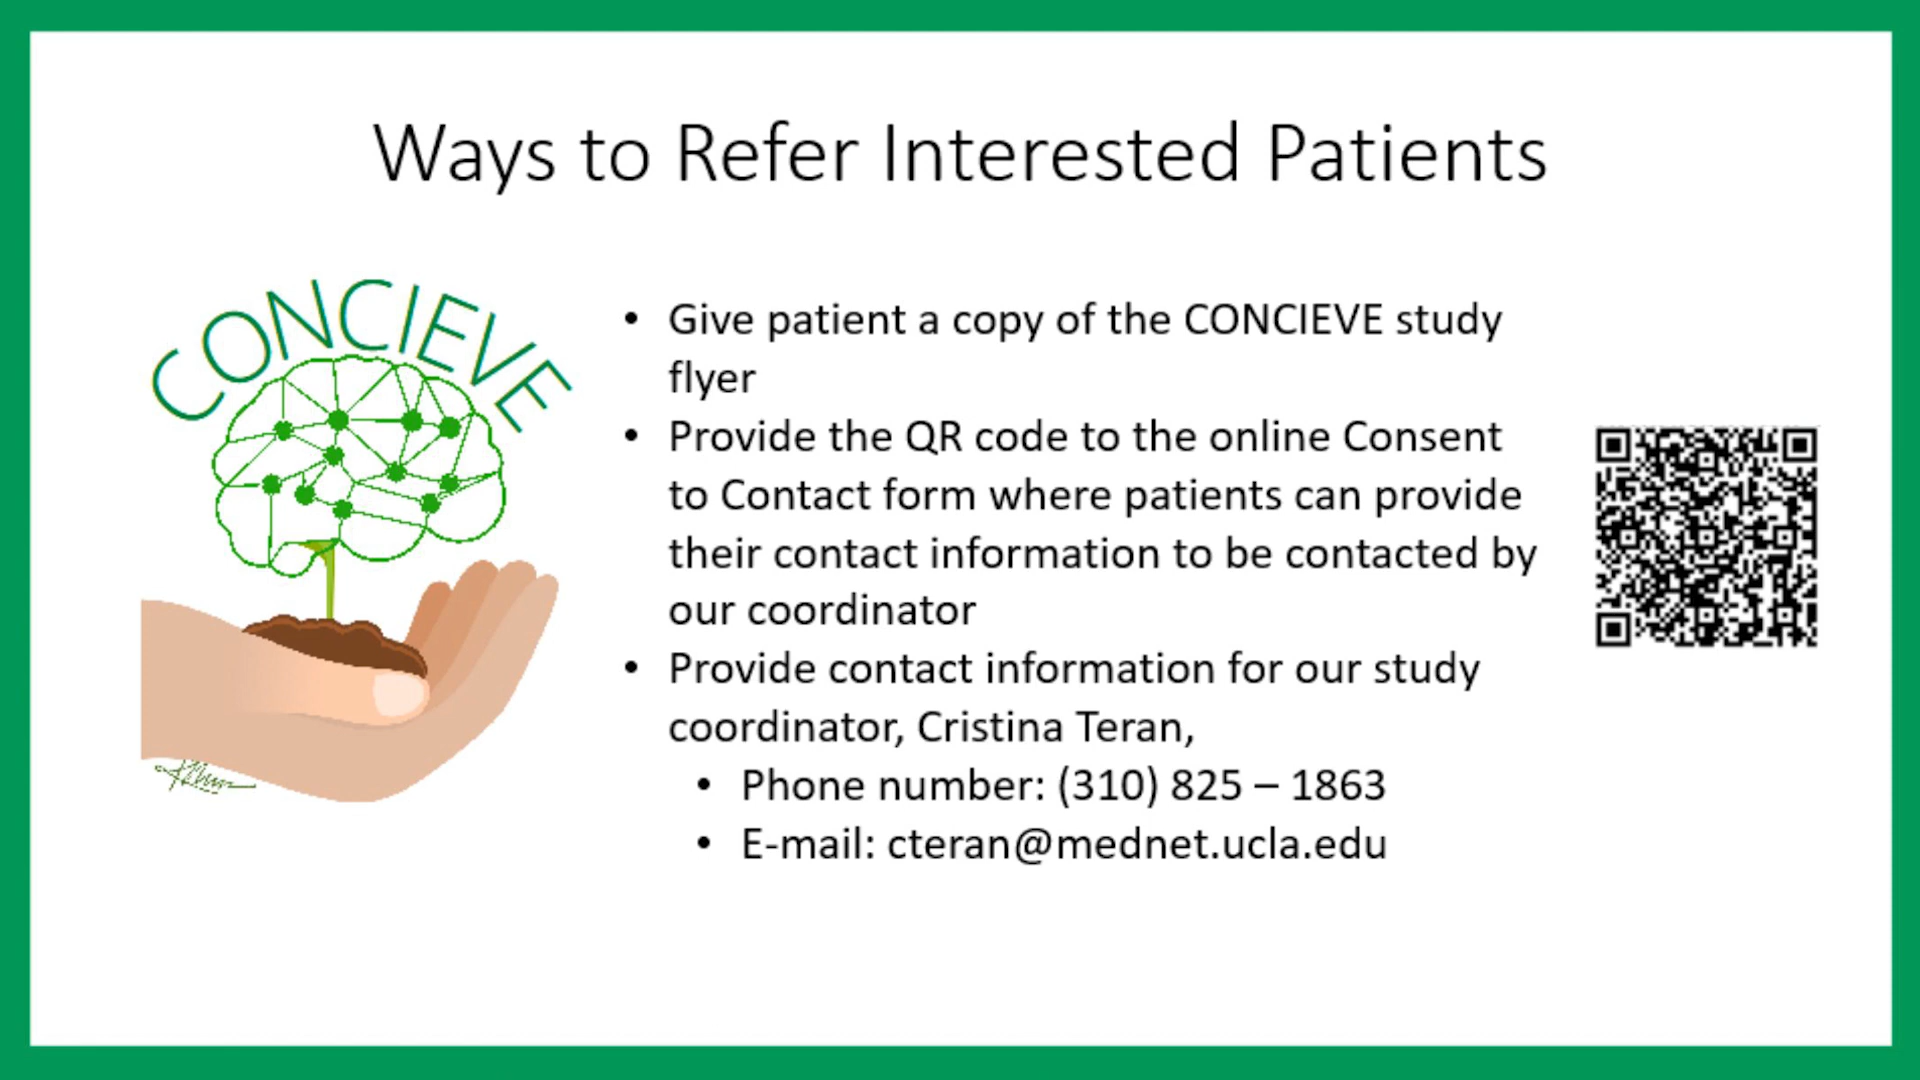 Ways to Refer Interested Patients
CONCIEVE
• Give patient a copy of the CONCIEVE study
flyer
• Provide the QR code to the online Consent
to Contact form where patients can provide
their contact information to be contacted by
our coordinator
• Provide contact information for our study
coordinator, Cristina Teran,
• Phone number: (310) 825 – 1863
• E-mail: cteran@mednet.ucla.edu